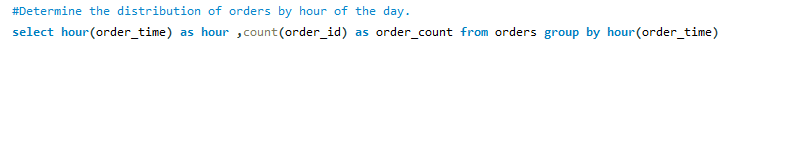 #Determine the distribution of orders by hour of the day.
select hour(order_time) as hour ,count(order_id) as order_count from orders group by hour(order_time)